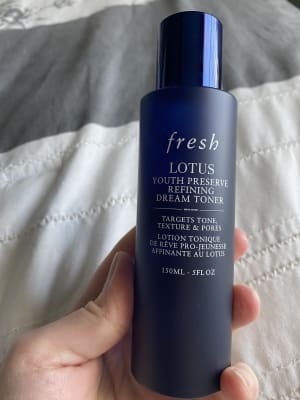 fresh
LOTUS
YOUTH PRESERVE
REFINING
DREAM TONER
TARGETS TONE,
TEXTURE & PORES
LOTION TONIQUE
DE RÊVE PRO-JEUNESSE
AFFINANTE AU LOTUS
150ML - 5FL OZ